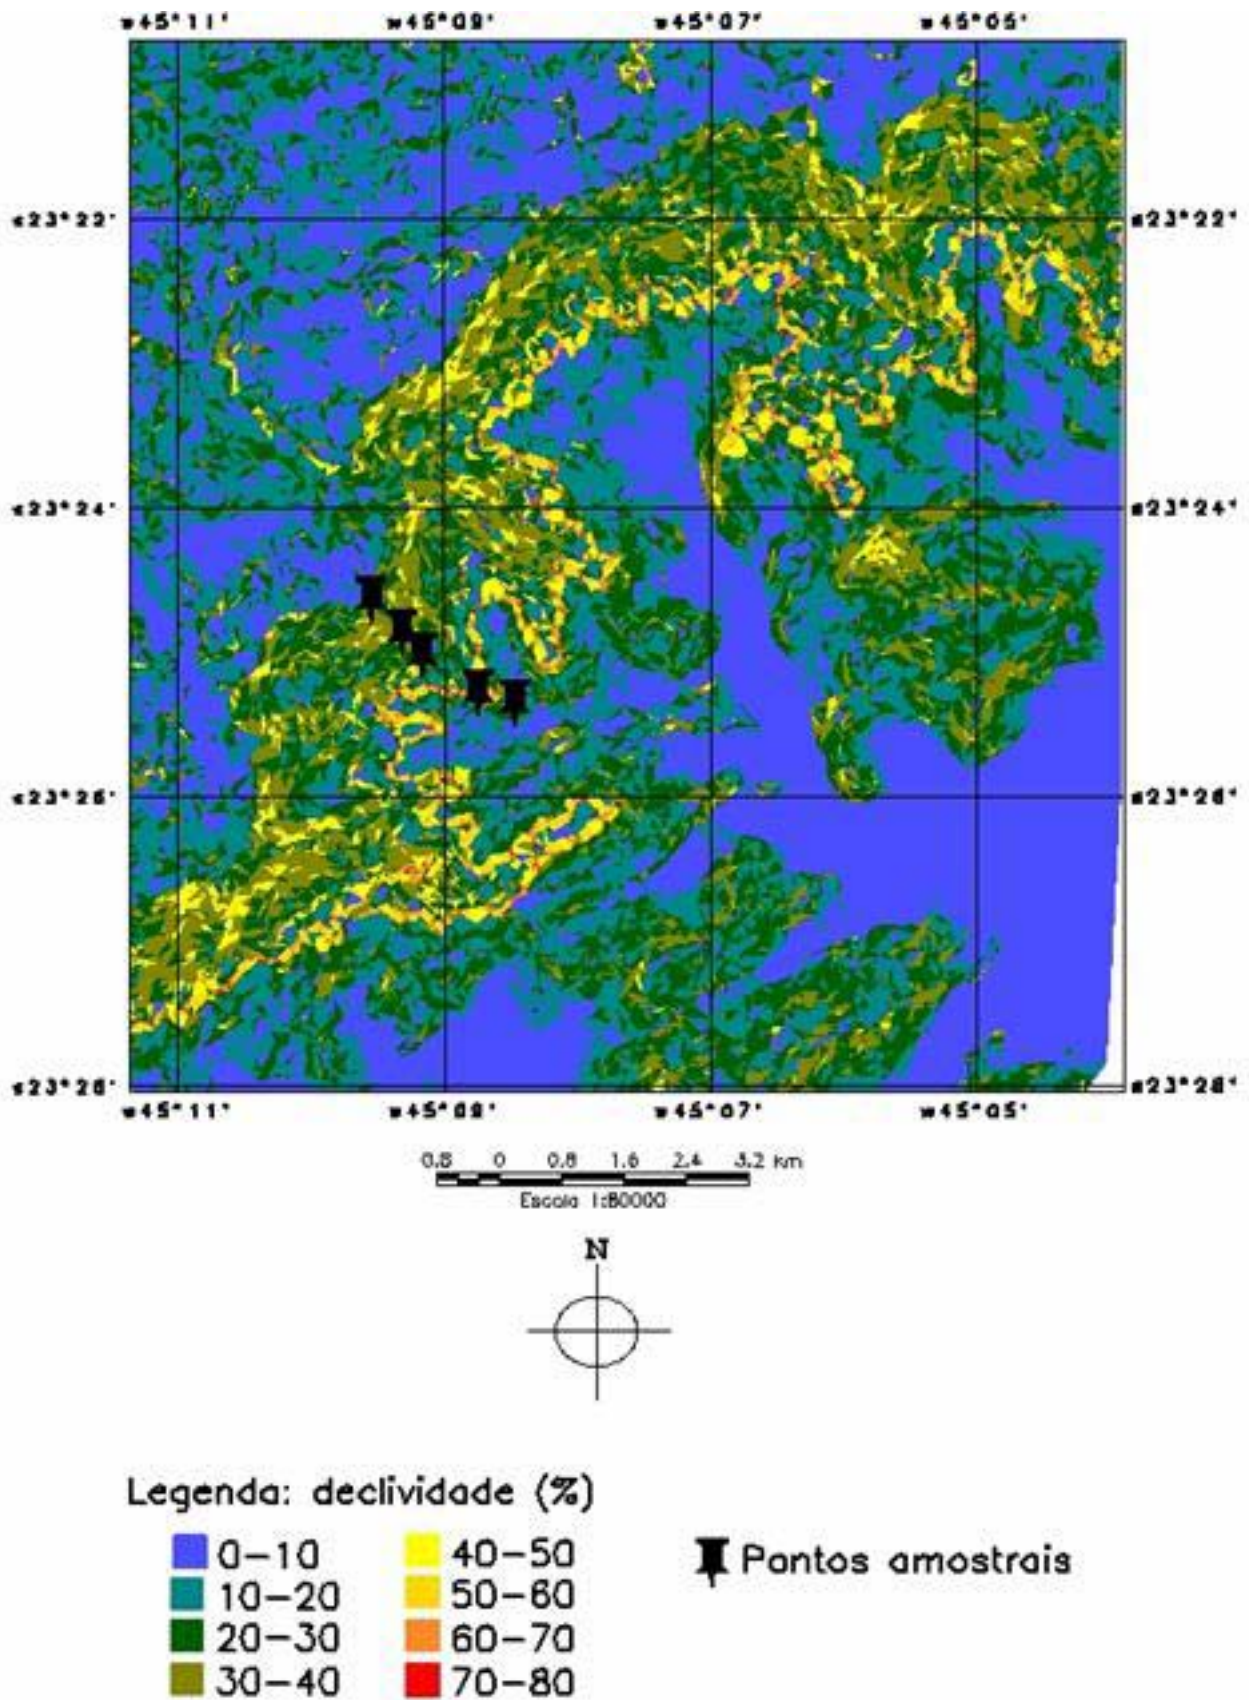 w45°11' w45°09' w45°07' w45°05'
s23°22' s23°22'
s23°24' s23°24'
s23°26' s23°26'
s23°28' s23°28'
w45°11' w45°09' w45°07' w45°05'
0.8 0 0.8 1.6 2.4 3.2 km
Escala 1:80000
N
Legenda: declividade (%)
0-10 40-50
10-20 50-60
20-30 60-70
30-40 70-80
Pontos amostrais